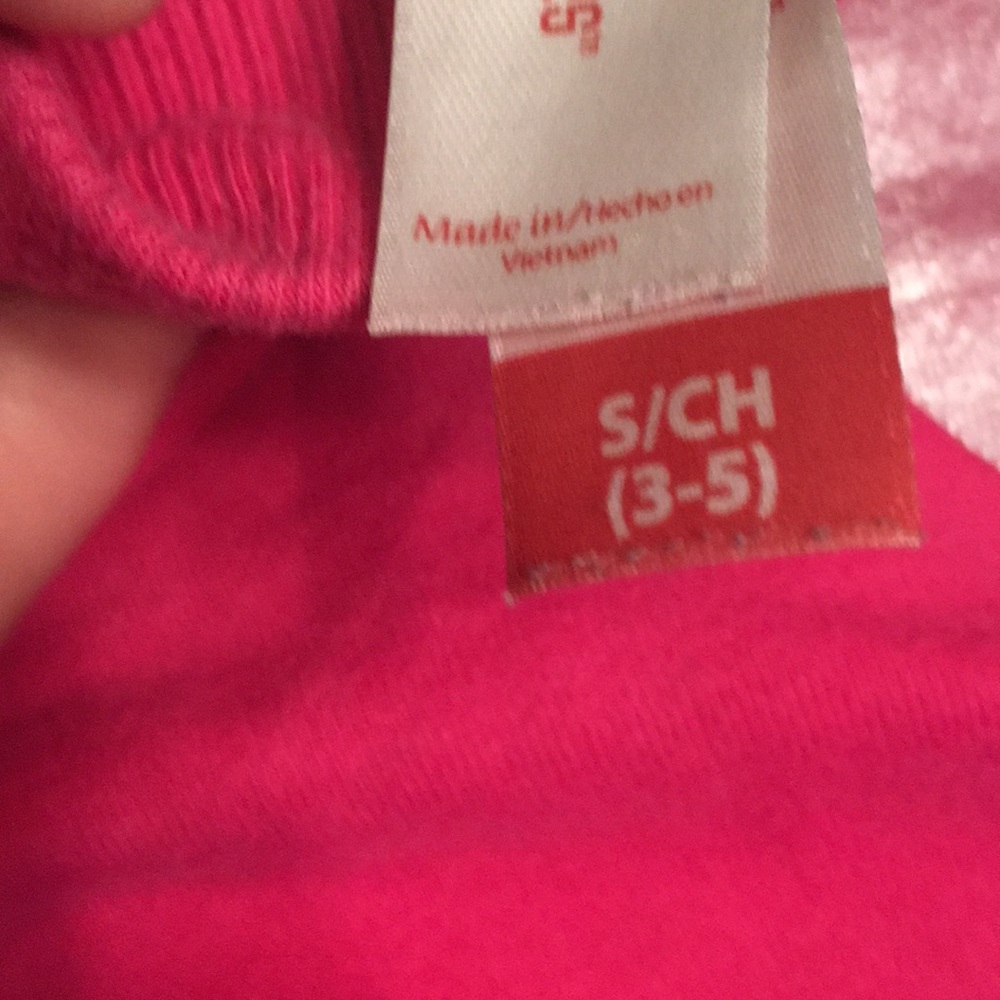 Made in/Hecho en
Vietnam
S/CH
(3-5)